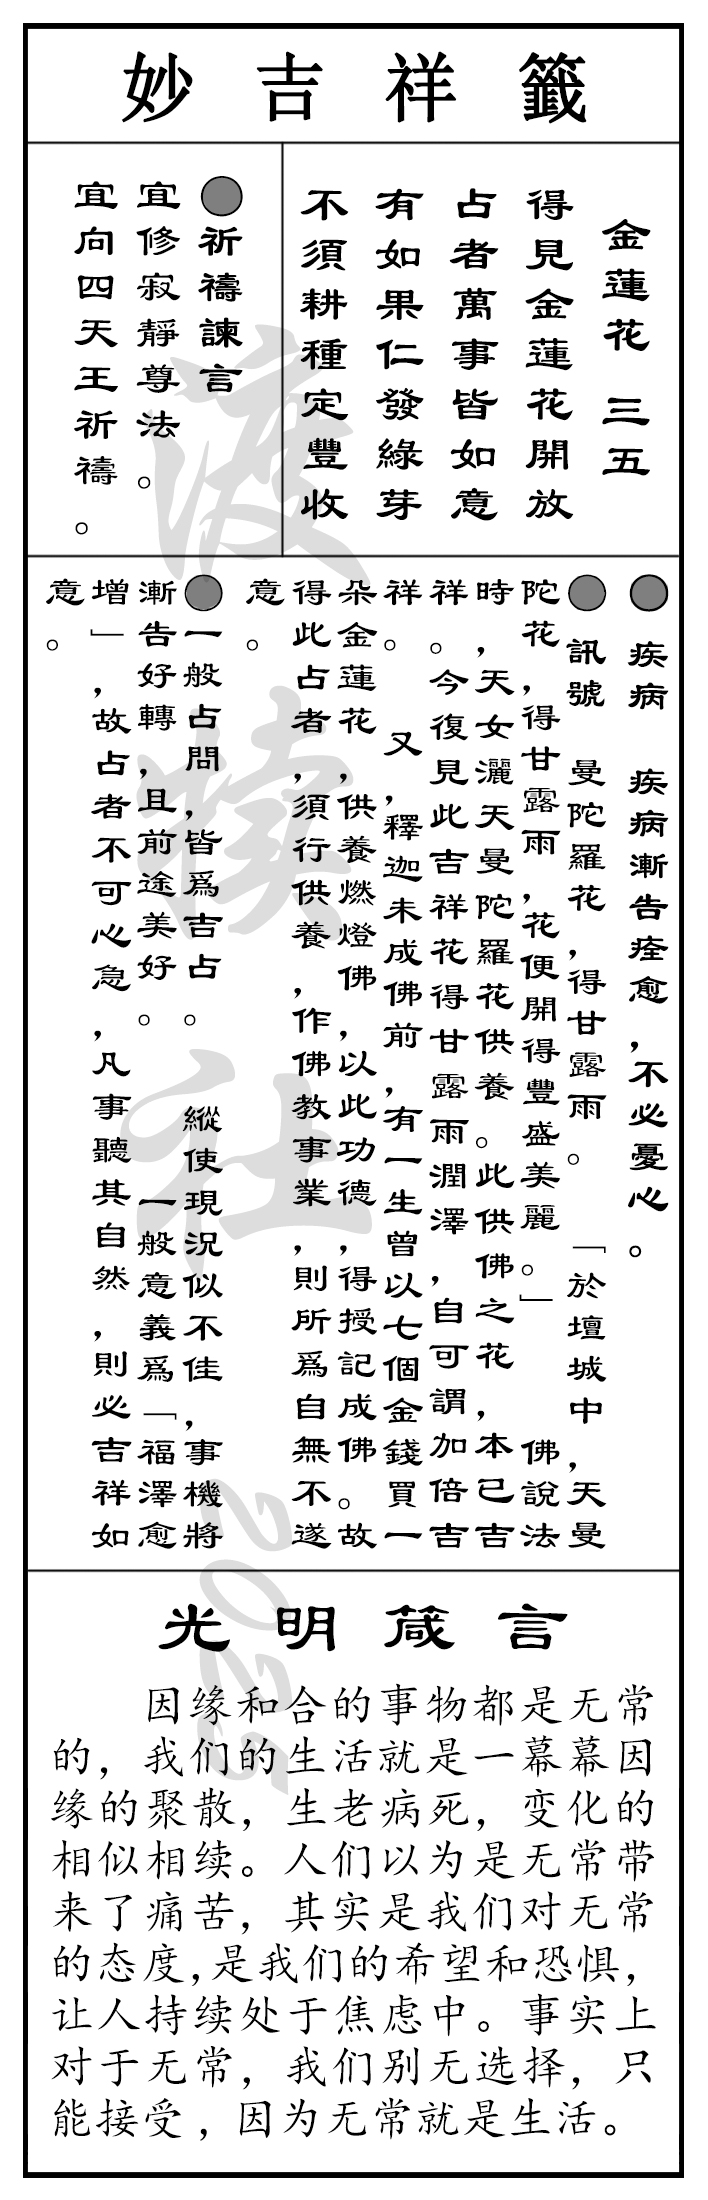 妙吉祥籤
金蓮花 三五
得見金蓮花開放
占者萬事皆如意
有如果仁發綠芽
不須耕種定豐收
●祈禱諫言
宜修寂靜尊法。
宜向四天王祈禱。
● 疾病 疾病漸告痊愈，不必憂心。
● 訊號 曼陀羅花，得甘露雨。「於壇城中，天曼
陀花，得甘露雨，花便開得豐盛美麗。」 佛說法
時，天女灑天曼陀羅花供養。此供佛之花，本已吉
祥。今復見此吉祥花得甘露雨潤澤，自可謂加倍吉
祥。 又，釋迦未成佛前，有一生曾以七個金錢買一
朵金蓮花，供養燃燈佛，以此功德，得授記成佛。故
得此占者，須行供養，作佛教事業，則所爲自無不遂
意。
●一般占問，皆爲吉占。 縱使現況似不佳，事機將
漸告好轉，且前途美好。 一般意義爲「福澤愈
增」，故占者不可心急，凡事聽其自然，則必吉祥如
意。
光明箴言
因缘和合的事物都是无常
的，我们的生活就是一幕幕因
缘的聚散，生老病死，变化的
相似相续。人们以为是无常带
来了痛苦，其实是我们对无常
的态度，是我们的希望和恐惧，
让人持续处于焦虑中。事实上
对于无常，我们别无选择，只
能接受，因为无常就是生活。
渡犊社 2025